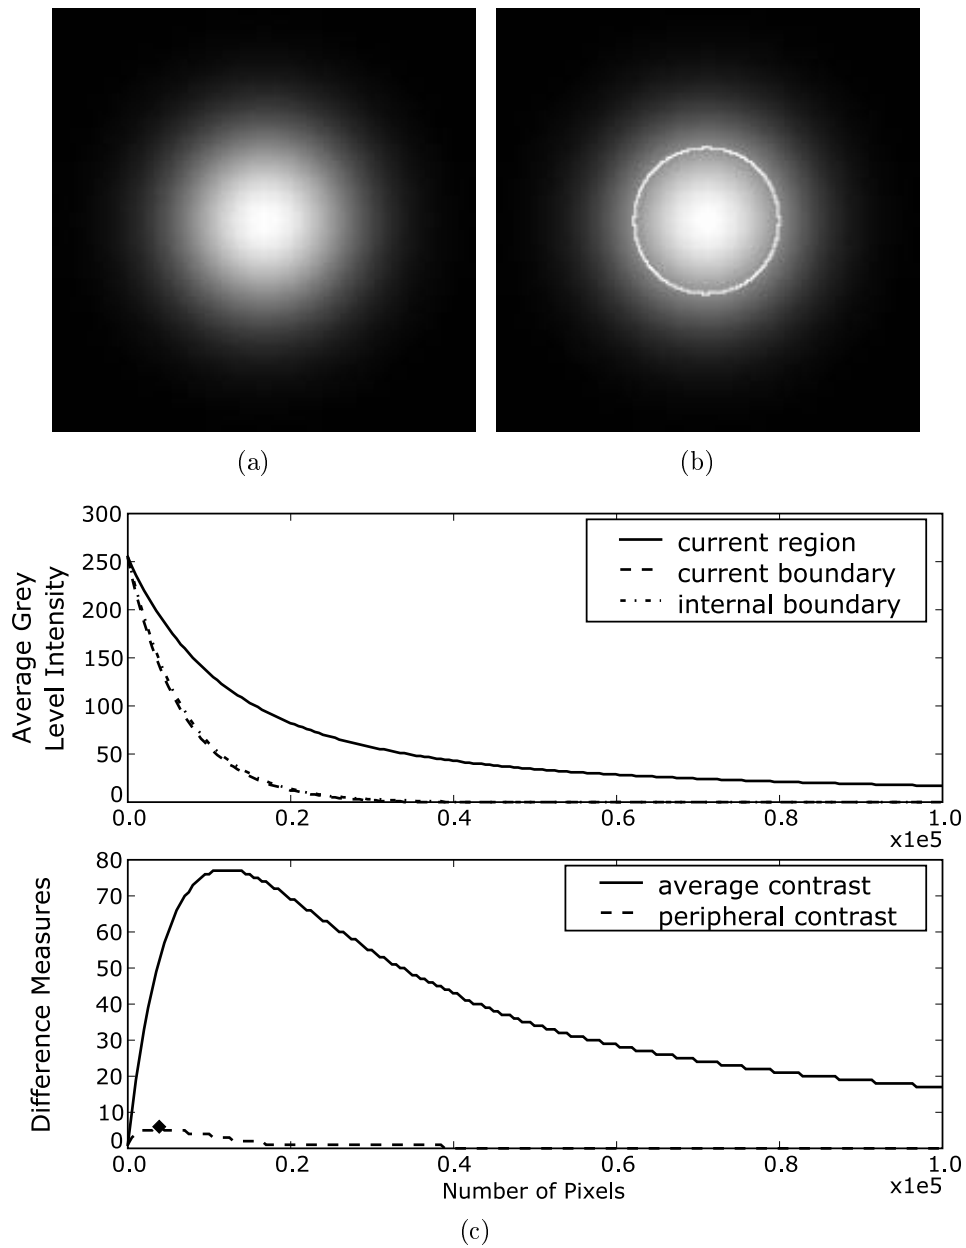 (a)
(b)
300
250
200
150
100
50
0
Average Grey
Level Intensity
current region
current boundary
internal boundary
0.0 0.2 0.4 0.6 0.8 1.0
x1e5
80
70
60
50
40
30
20
10
0
Difference Measures
average contrast
peripheral contrast
0.0 0.2 0.4 0.6 0.8 1.0
x1e5
Number of Pixels
(c)